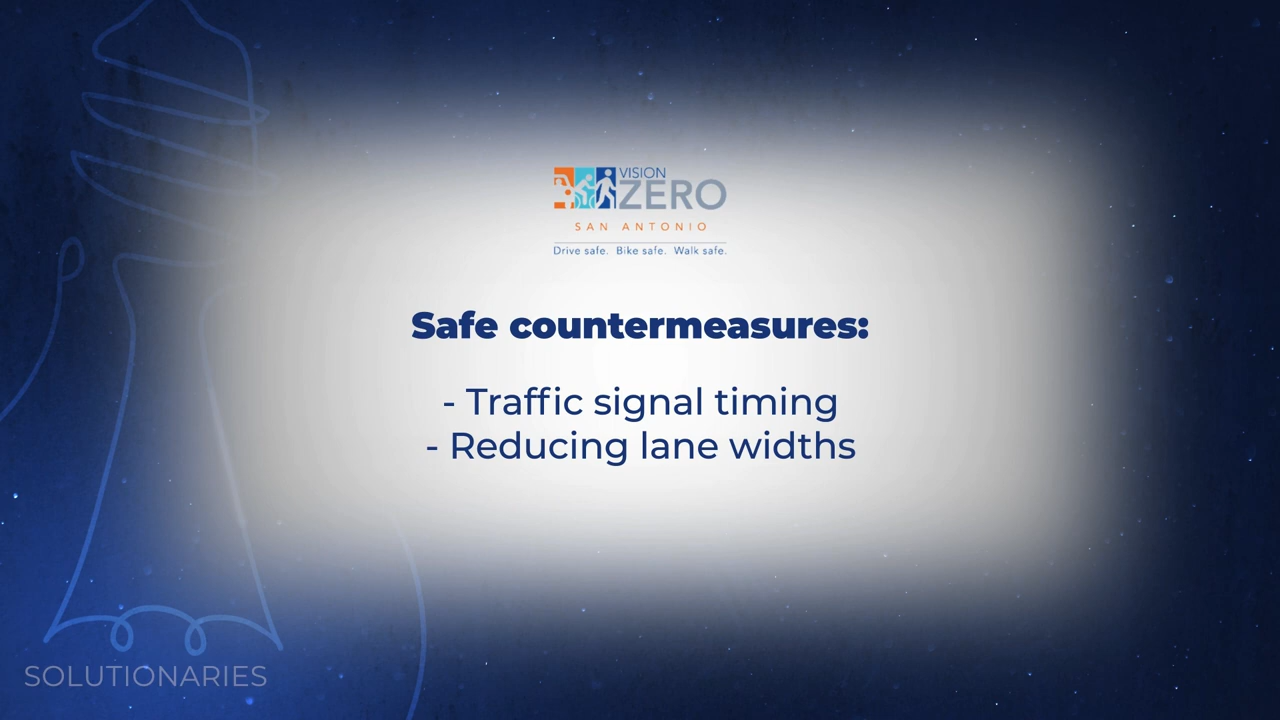 VISION
ZERO
SAN ANTONIO
Drive safe. Bike safe. Walk safe.
Safe countermeasures:
- Traffic signal timing
- Reducing lane widths
SOLUTIONARIES